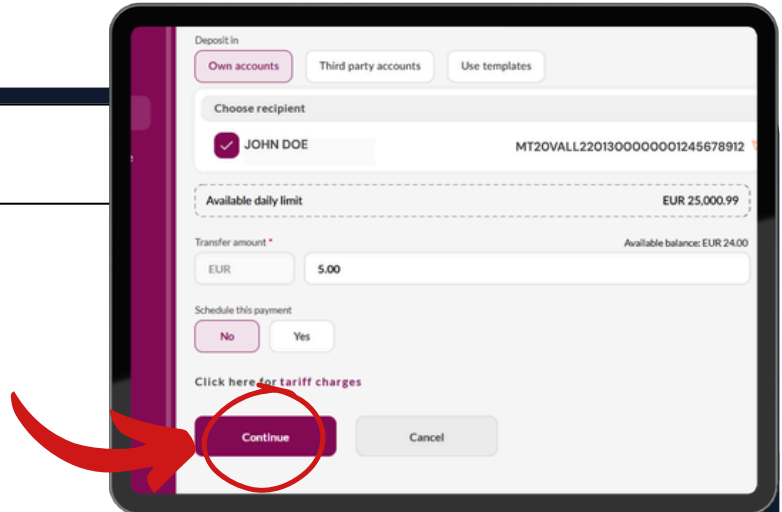 Deposit in
Own accounts Third party accounts Use templates
Choose recipient
JOHN DOE MT20VALL22013000000001245678912
Available daily limit EUR 25,000.99
Transfer amount * Available balance: EUR 24.00
EUR 5.00
Schedule this payment
No Yes
Click here for tariff charges
Continue Cancel